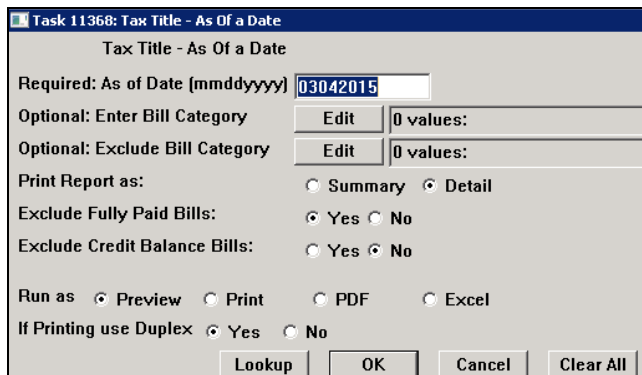 Task 11368: Tax Title - As Of a Date
Tax Title - As Of a Date
Required: As of Date (mmddyyyy) 03042015
Optional: Enter Bill Category Edit 0 values:
Optional: Exclude Bill Category Edit 0 values:
Print Report as: Summary Detail
Exclude Fully Paid Bills: Yes No
Exclude Credit Balance Bills: Yes No
Run as Preview Print PDF Excel
If Printing use Duplex Yes No
Lookup OK Cancel Clear All